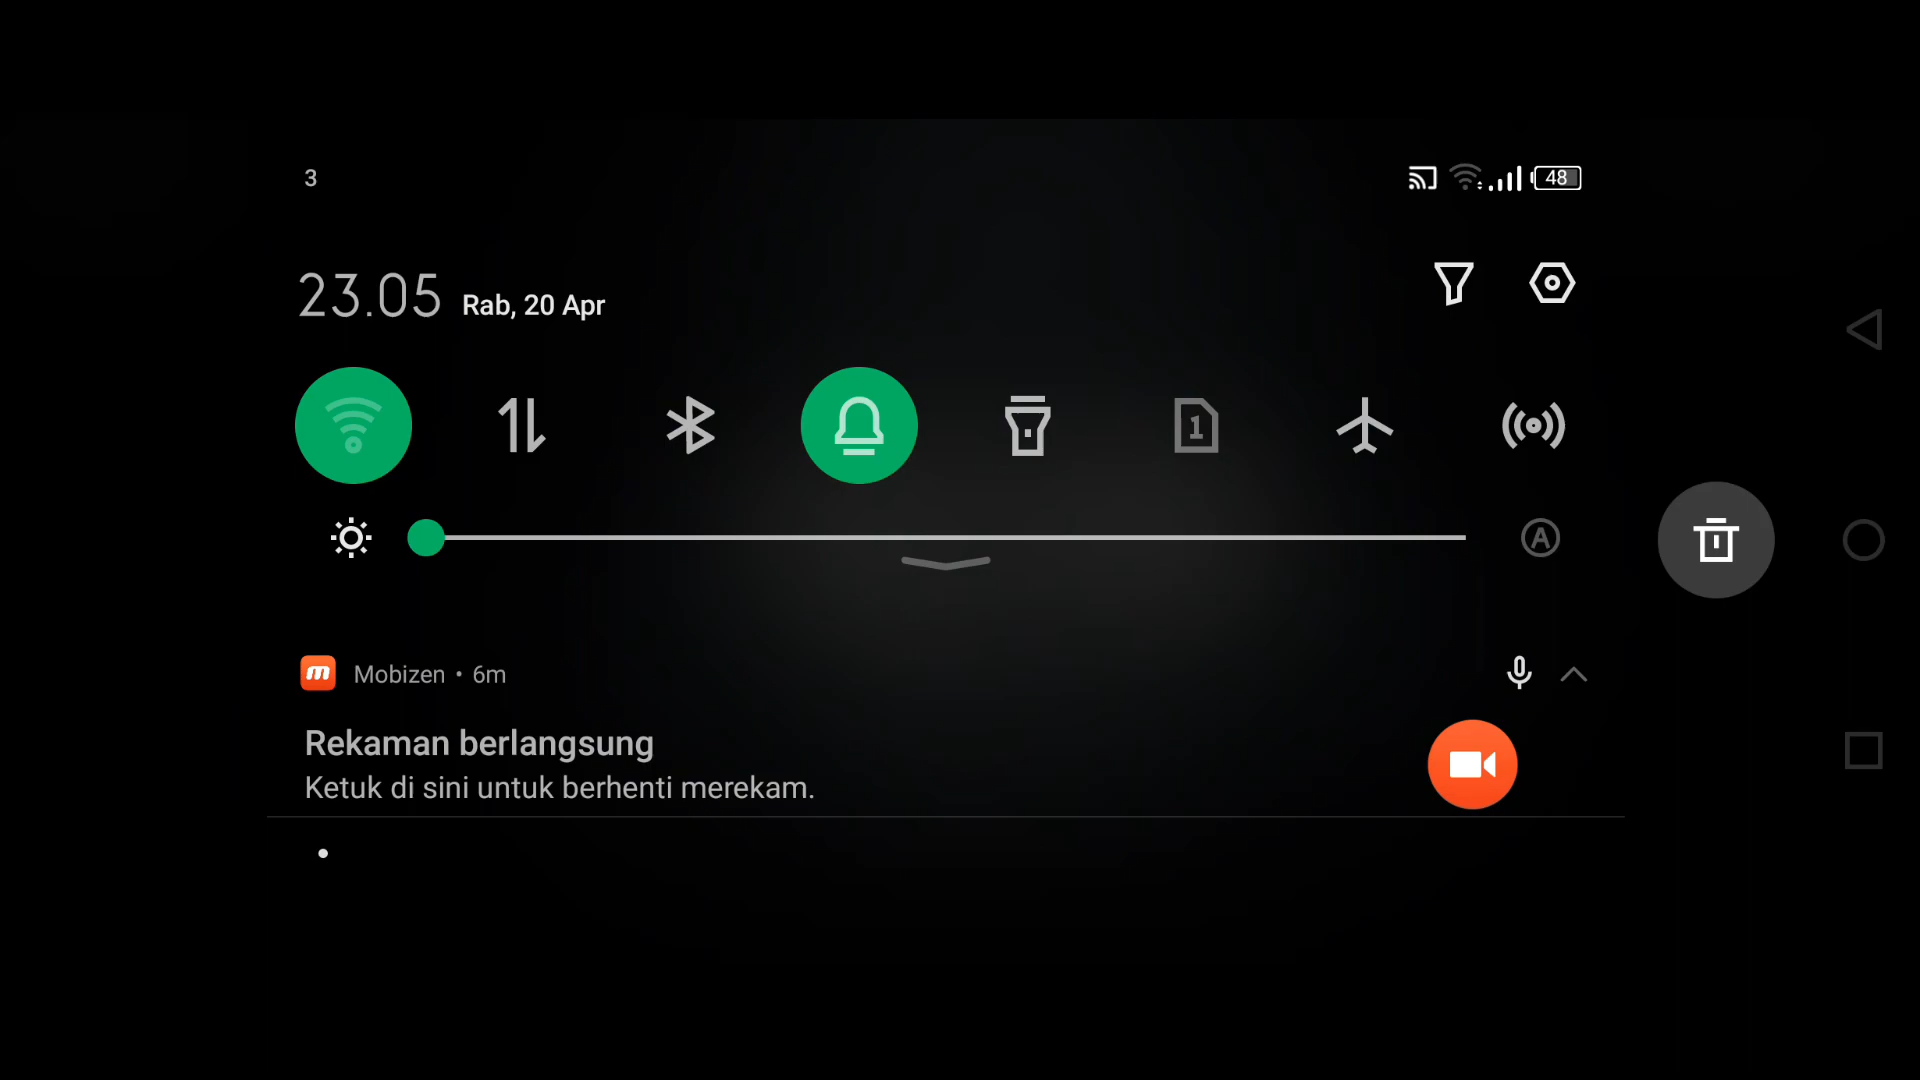 3
48
23.05 Rab, 20 Apr
1
A
m Mobizen • 6m
Rekaman berlangsung
Ketuk di sini untuk berhenti merekam.